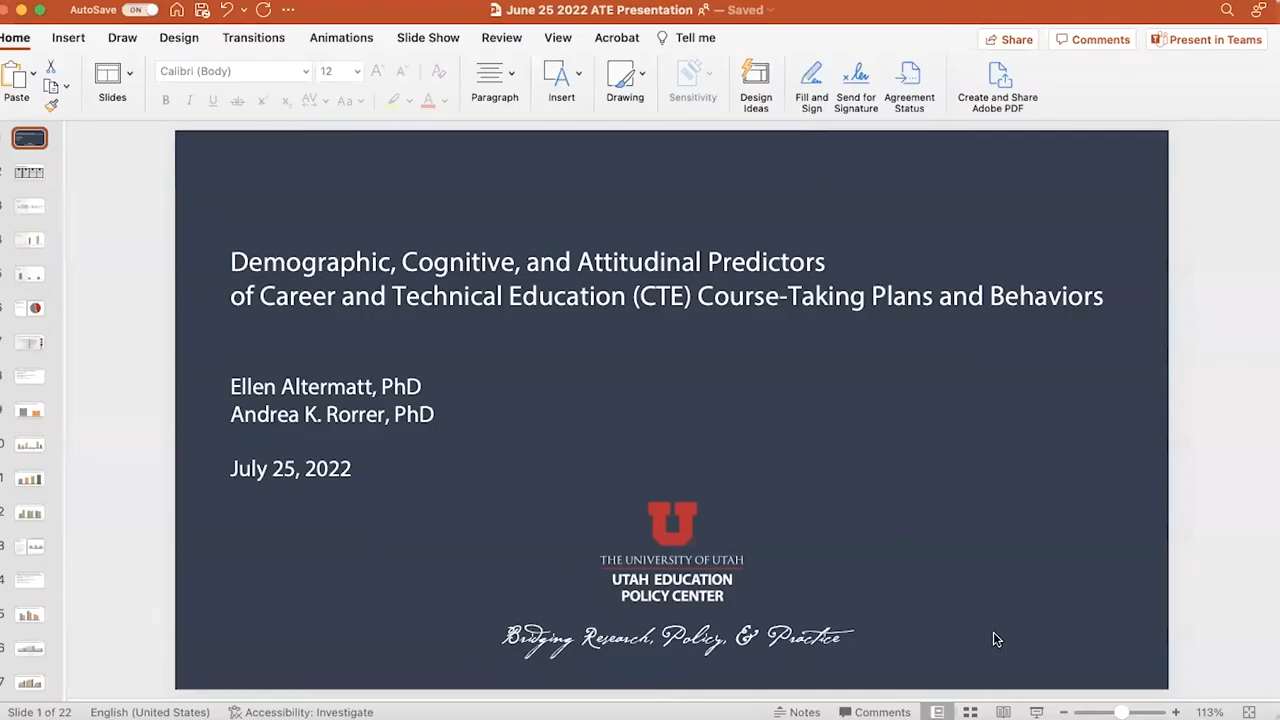 AutoSave ON ... June 25 2022 ATE Presentation — Saved
Home Insert Draw Design Transitions Animations Slide Show Review View Acrobat Tell me Share Comments Present in Teams
Paste Slides Calibri (Body) 12 Paragraph Insert Drawing Sensitivity Design Ideas Fill and Sign Send for Signature Agreement Status Create and Share Adobe PDF
Demographic, Cognitive, and Attitudinal Predictors
of Career and Technical Education (CTE) Course-Taking Plans and Behaviors
Ellen Altermatt, PhD
Andrea K. Rorrer, PhD
July 25, 2022
U
THE UNIVERSITY OF UTAH
UTAH EDUCATION
POLICY CENTER
Bridging Research, Policy, & Practice
Slide 1 of 22 English (United States) Accessibility: Investigate Notes Comments 113%